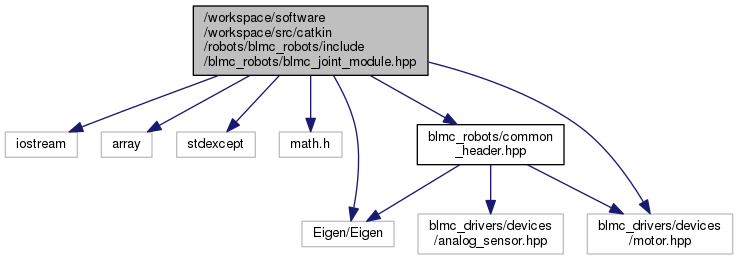 /workspace/software
/workspace/src/catkin
/robots/blmc_robots/include
/blmc_robots/blmc_joint_module.hpp
iostream
array
stdexcept
math.h
blmc_robots/common
_header.hpp
Eigen/Eigen
blmc_drivers/devices
/analog_sensor.hpp
blmc_drivers/devices
/motor.hpp